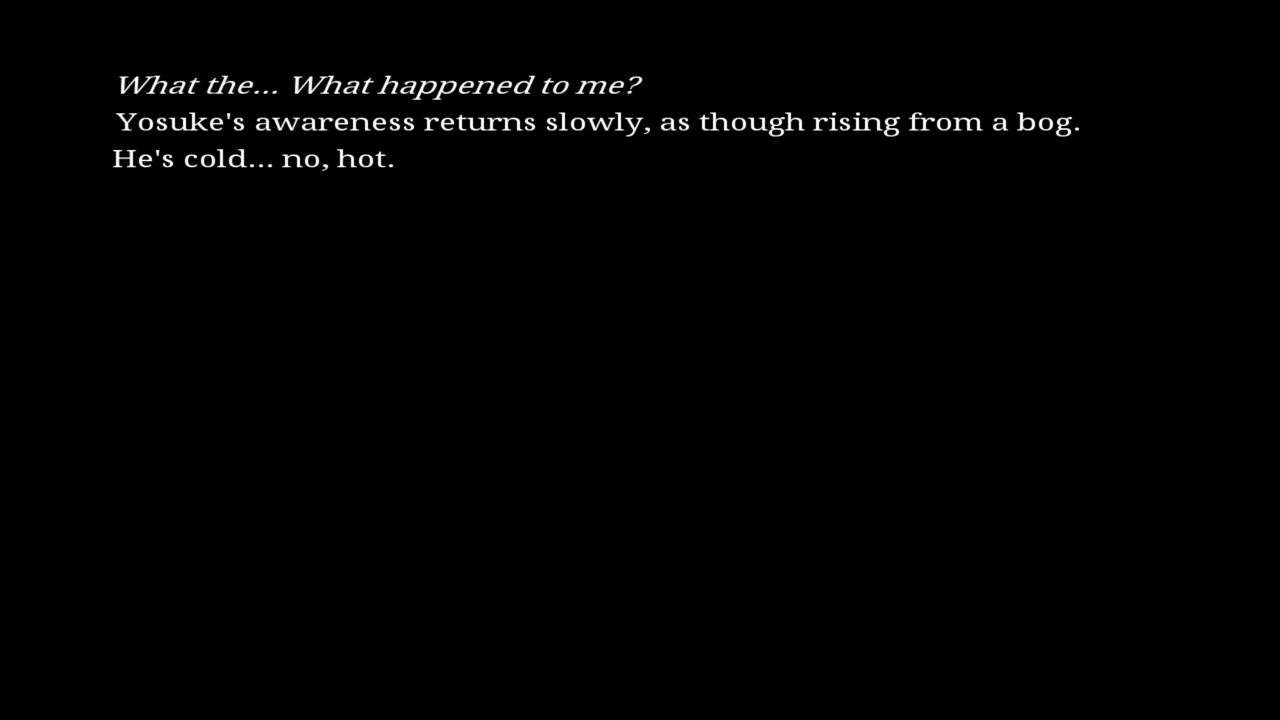 What the... What happened to me?
Yosuke's awareness returns slowly, as though rising from a bog.
He's cold... no, hot.